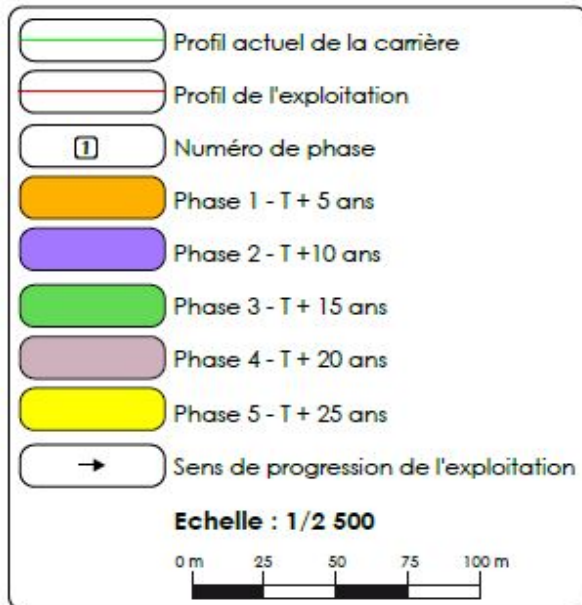 Profil actuel de la carrière
Profil de l'exploitation
1 Numéro de phase
Phase 1 - T + 5 ans
Phase 2 - T +10 ans
Phase 3 - T + 15 ans
Phase 4 - T + 20 ans
Phase 5 - T + 25 ans
Sens de progression de l'exploitation
Echelle : 1/2 500
0 m 25 50 75 100 m